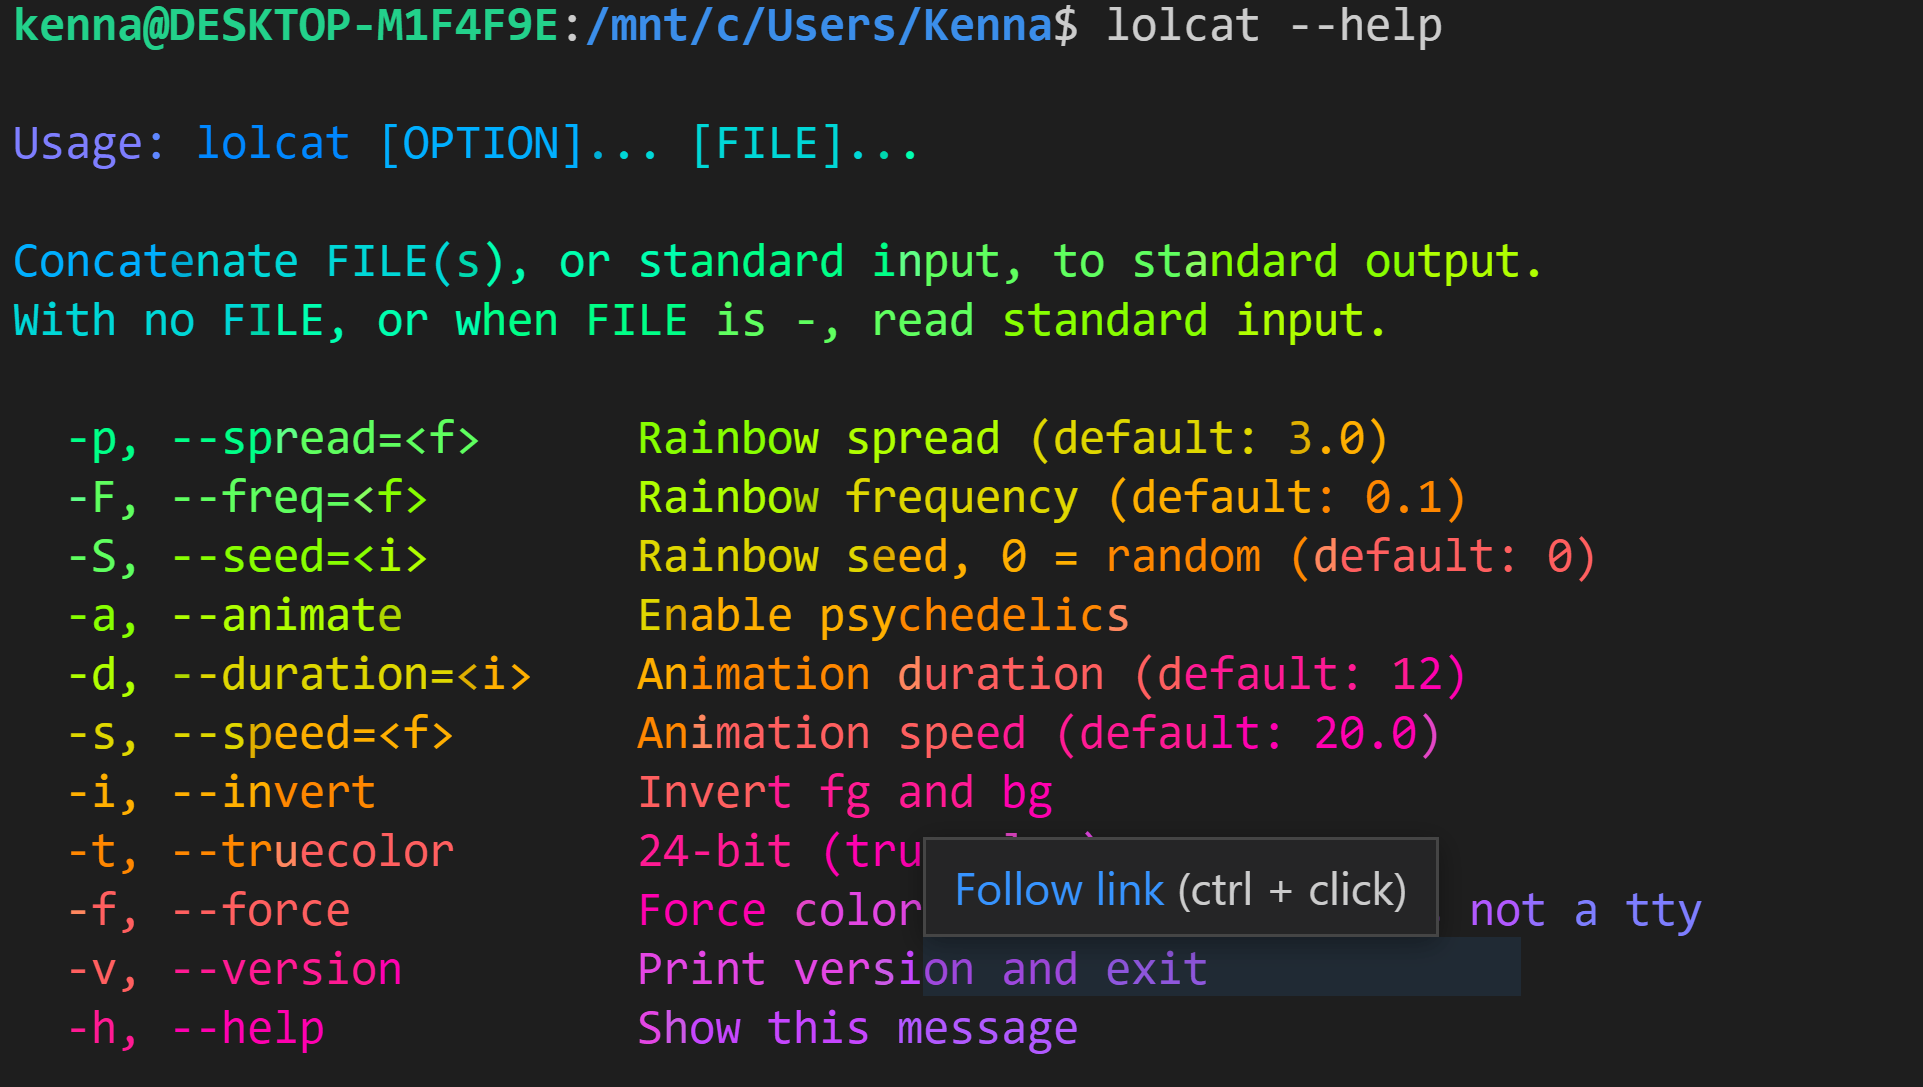 kenna@DESKTOP-M1F4F9E:/mnt/c/Users/Kenna$ lolcat --help
Usage: lolcat [OPTION]... [FILE]...
Concatenate FILE(s), or standard input, to standard output.
With no FILE, or when FILE is -, read standard input.
-p, --spread=<f> Rainbow spread (default: 3.0)
-F, --freq=<f> Rainbow frequency (default: 0.1)
-S, --seed=<i> Rainbow seed, 0 = random (default: 0)
-a, --animate Enable psychedelics
-d, --duration=<i> Animation duration (default: 12)
-s, --speed=<f> Animation speed (default: 20.0)
-i, --invert Invert fg and bg
-t, --truecolor 24-bit (tru
Follow link (ctrl + click)
-f, --force Force color not a tty
-v, --version Print version and exit
-h, --help Show this message